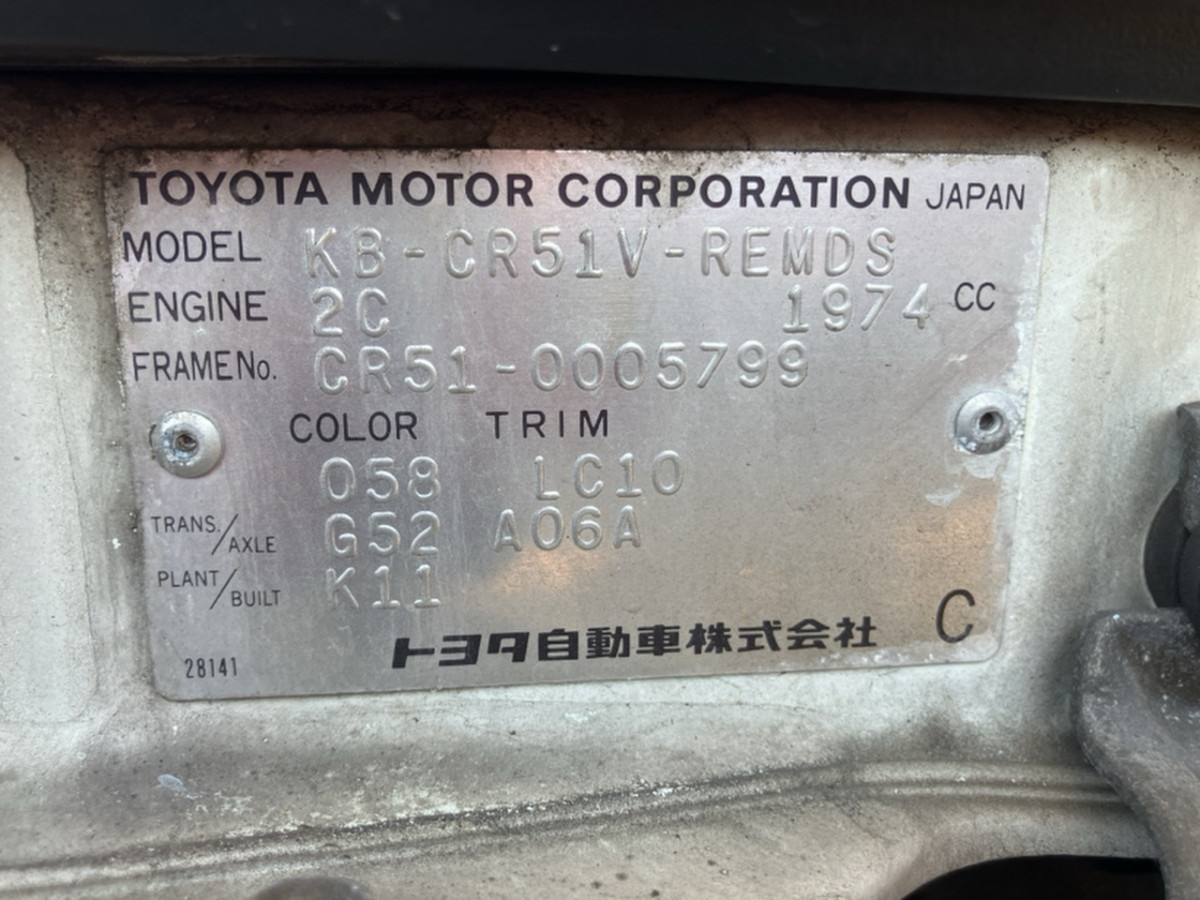 TOYOTA MOTOR CORPORATION JAPAN
MODEL KB-CR51V-REMDS
ENGINE 2C 1974 CC
FRAME No. CR51-0005799
COLOR TRIM
058 LC10
TRANS./AXLE G52 A06A
PLANT/BUILT K11
トヨタ自動車株式会社 C
28141